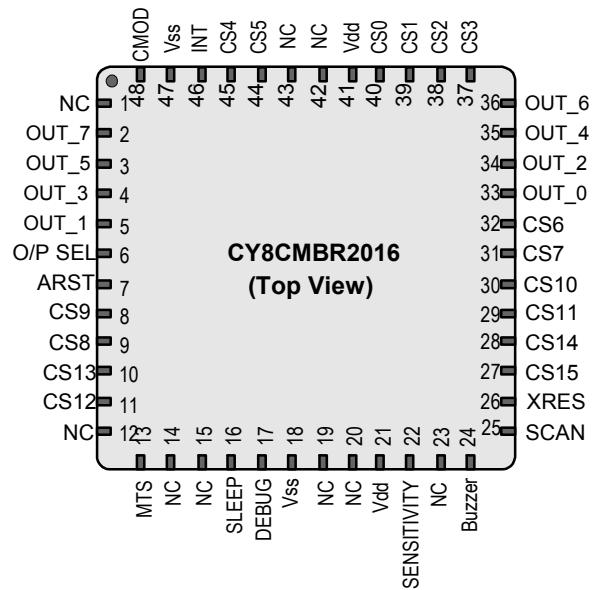 CMOD
Vss
INT
CS4
CS5
NC
NC
Vdd
CS0
CS1
CS2
CS3
48
47
46
45
44
43
42
41
40
39
38
37
NC 1
OUT_7 2
OUT_5 3
OUT_3 4
OUT_1 5
O/P SEL 6
ARST 7
CS9 8
CS8 9
CS13 10
CS12 11
NC 12
CY8CMBR2016
(Top View)
36 OUT_6
35 OUT_4
34 OUT_2
33 OUT_0
32 CS6
31 CS7
30 CS10
29 CS11
28 CS14
27 CS15
26 XRES
25 SCAN
13
14
15
16
17
18
19
20
21
22
23
24
MTS
NC
NC
SLEEP
DEBUG
Vss
NC
NC
Vdd
SENSITIVITY
NC
Buzzer